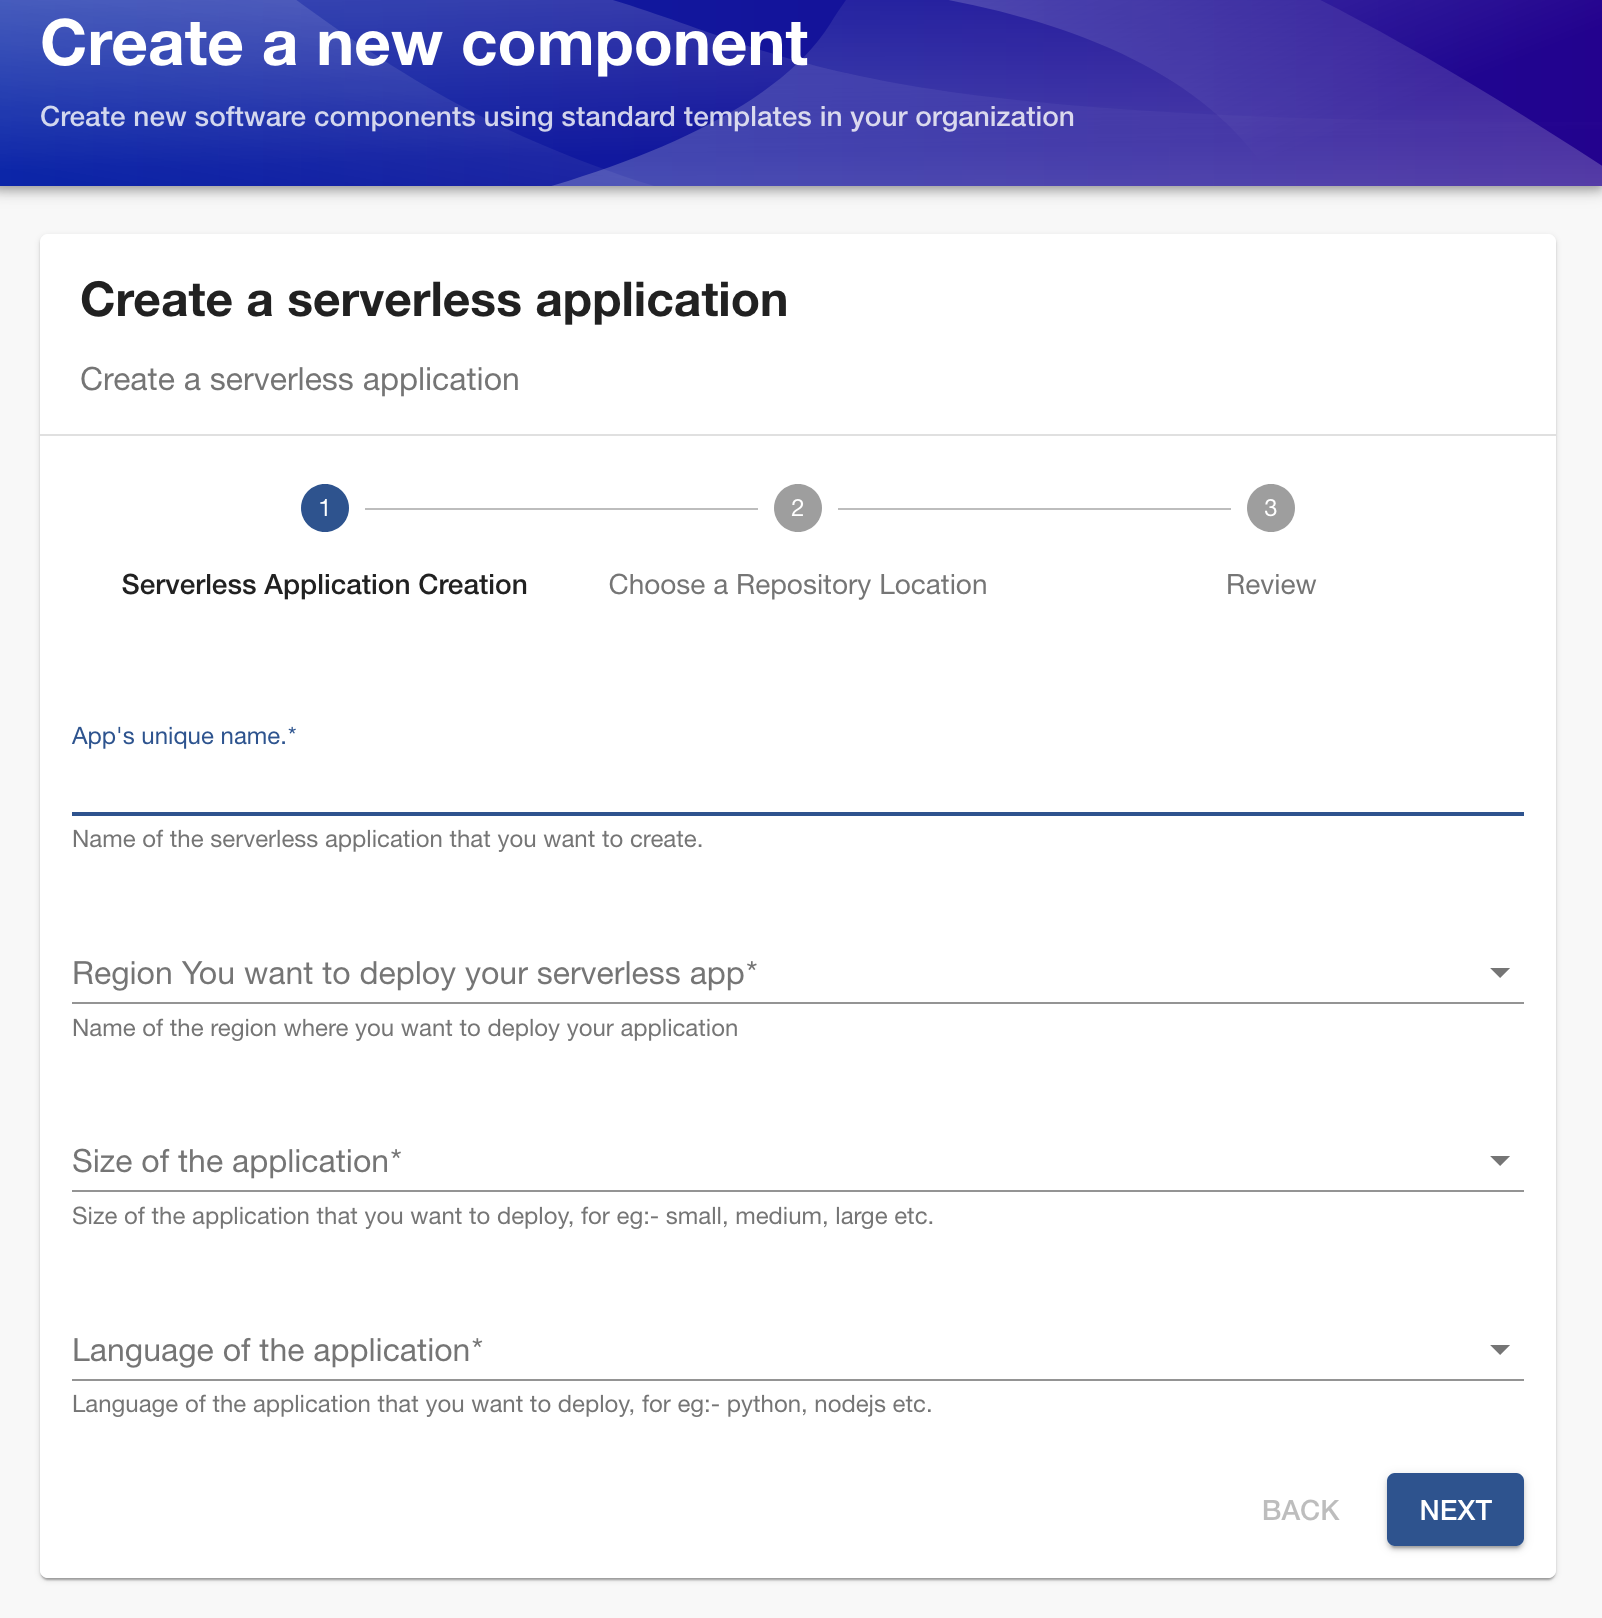 Create a new component
Create new software components using standard templates in your organization
Create a serverless application
Create a serverless application
1
2
3
Serverless Application Creation
Choose a Repository Location
Review
App's unique name.*
Name of the serverless application that you want to create.
Region You want to deploy your serverless app*
Name of the region where you want to deploy your application
Size of the application*
Size of the application that you want to deploy, for eg:- small, medium, large etc.
Language of the application*
Language of the application that you want to deploy, for eg:- python, nodejs etc.
BACK
NEXT